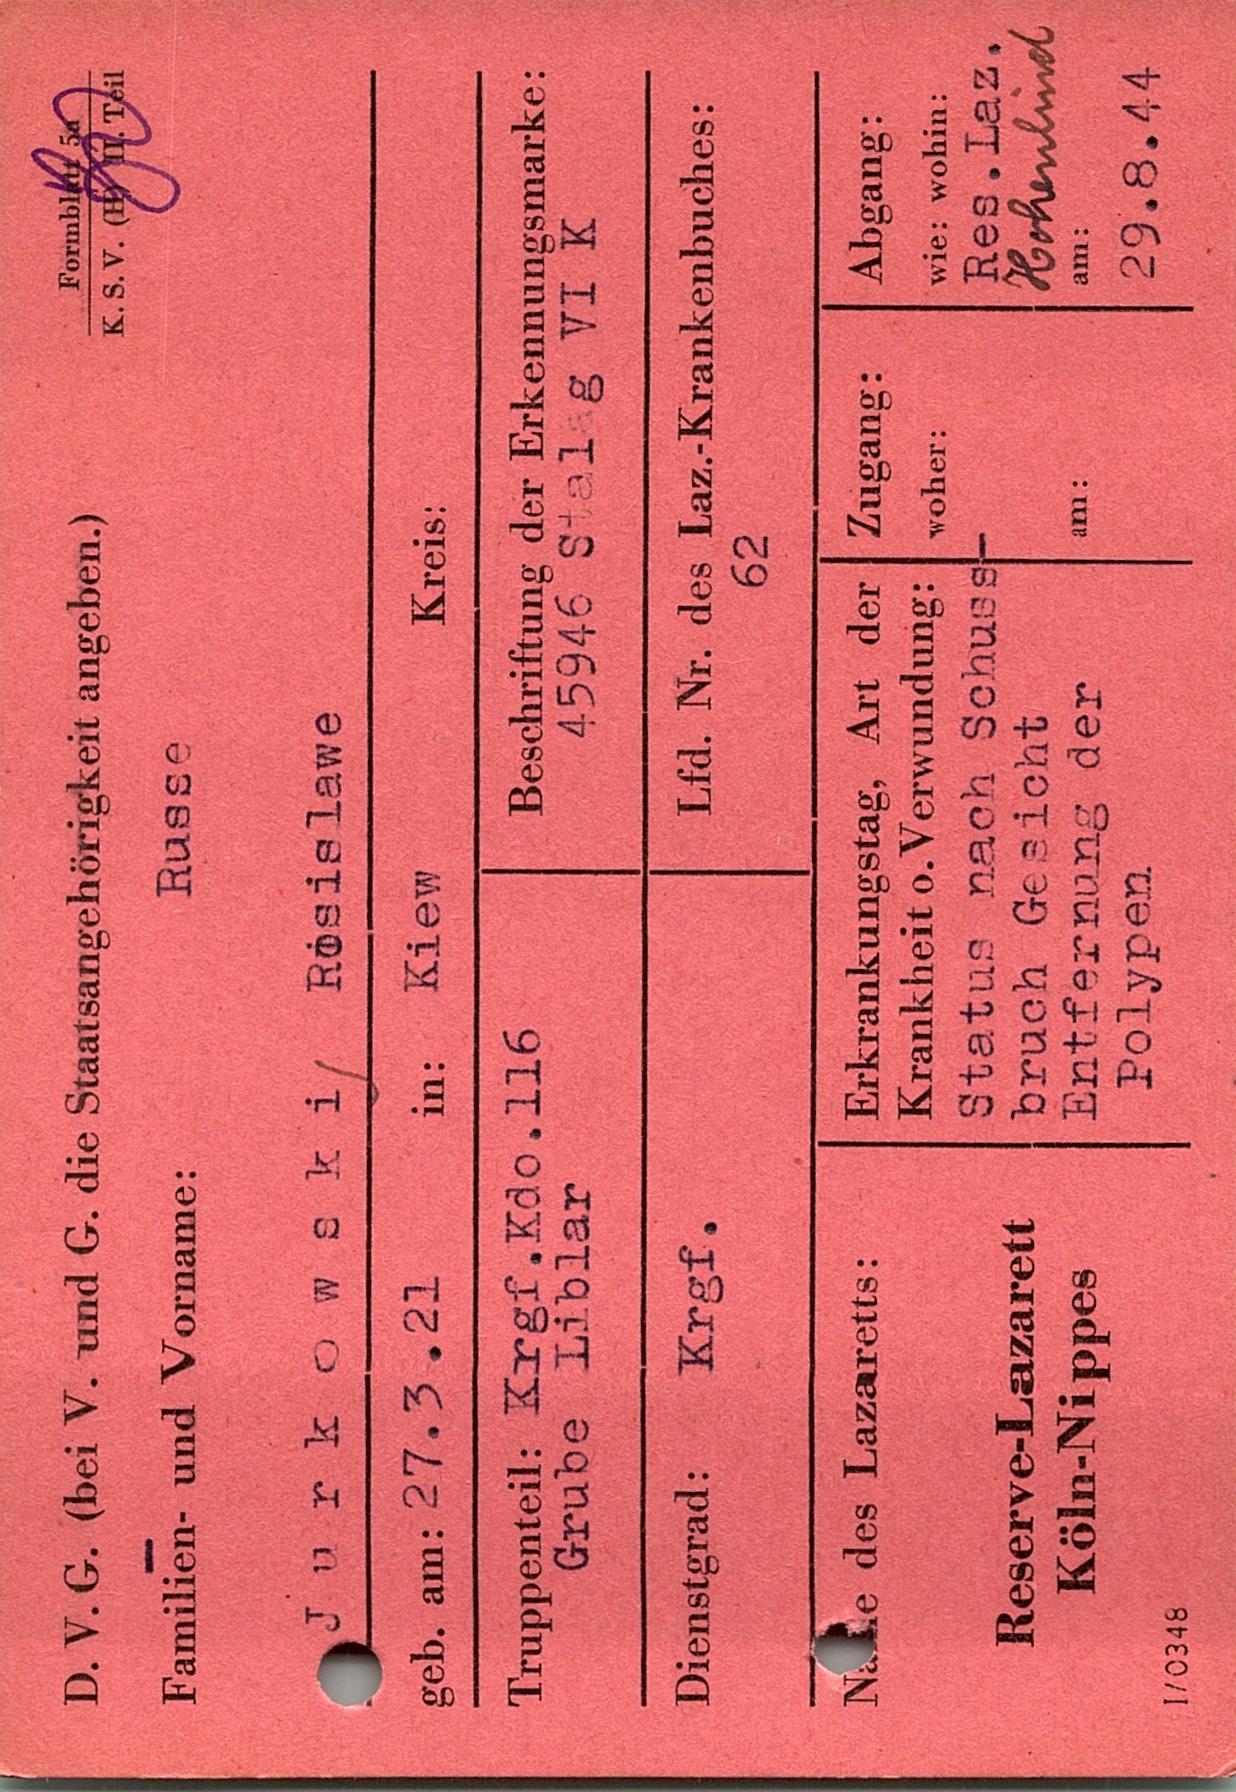 D. V. G. (bei V. und G. die Staatsangehörigkeit angeben.)
Formblatt 5a
K. S. V. (H) II. Teil
Familien- und Vorname:
Russe
Jurkowski/ Rosislawe
geb. am: 27.3.21 in: Kiew Kreis:
Truppenteil: Krgf.Kdo.116
Grube Liblar
Beschriftung der Erkennungsmarke:
45946 Stalag VI K
Dienstgrad: Krgf.
Lfd. Nr. des Laz.-Krankenbuches:
62
Name des Lazaretts:
Reserve-Lazarett
Köln-Nippes
Erkrankungstag, Art der
Krankheit o. Verwundung:
Status nach Schuss-
bruch Gesicht
Entfernung der
Polypen
Zugang:
woher:
am:
Abgang:
wie: wohin:
Res.Laz.
Hohenlind
am:
29.8.44
I/0348